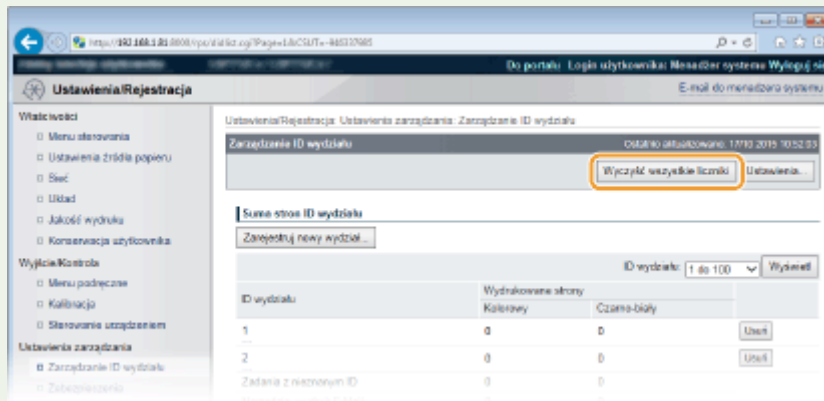 Do portalu Login użytkownika: Menadżer systemu Wyloguj się
Ustawienia/Rejestracja
E-mail do menadżera systemu
Właściwości
Ustawienia/Rejestracja: Ustawienia zarządzania: Zarządzanie ID wydziału
Menu sterowania
Zarządzanie ID wydziału
Ostatnio aktualizowano: 17/10 2015 10:52:03
Ustawienia źródła papieru
Wyczyść wszystkie liczniki
Ustawienia...
Sieć
Układ
Jakość wydruku
Suma stron ID wydziału
Konserwacja użytkownika
Zarejestruj nowy wydział...
Wyjście/Kontrola
ID wydziału: 1 do 100 Wyświetl
Menu podręczne
ID wydziału
Wydrukowane strony
Kalibracja
Kolorowy
Czarno-biały
Sterowanie urządzeniem
1 0 0 Usuń
Ustawienia zarządzania
2 0 0 Usuń
Zarządzanie ID wydziału
Zadania z nieznanym ID 0 0
Zabezpieczenia